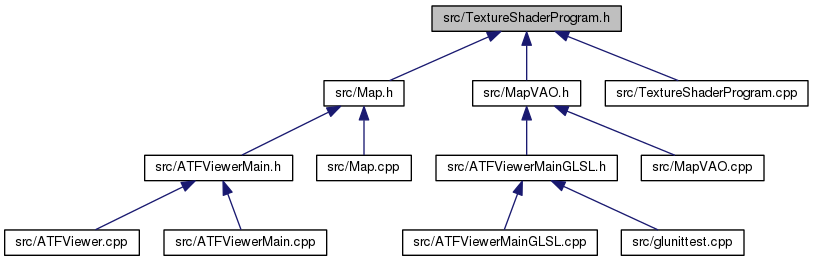 src/TextureShaderProgram.h
src/Map.h
src/MapVAO.h
src/TextureShaderProgram.cpp
src/ATFViewerMain.h
src/Map.cpp
src/ATFViewerMainGLSL.h
src/MapVAO.cpp
src/ATFViewer.cpp
src/ATFViewerMain.cpp
src/ATFViewerMainGLSL.cpp
src/glunittest.cpp